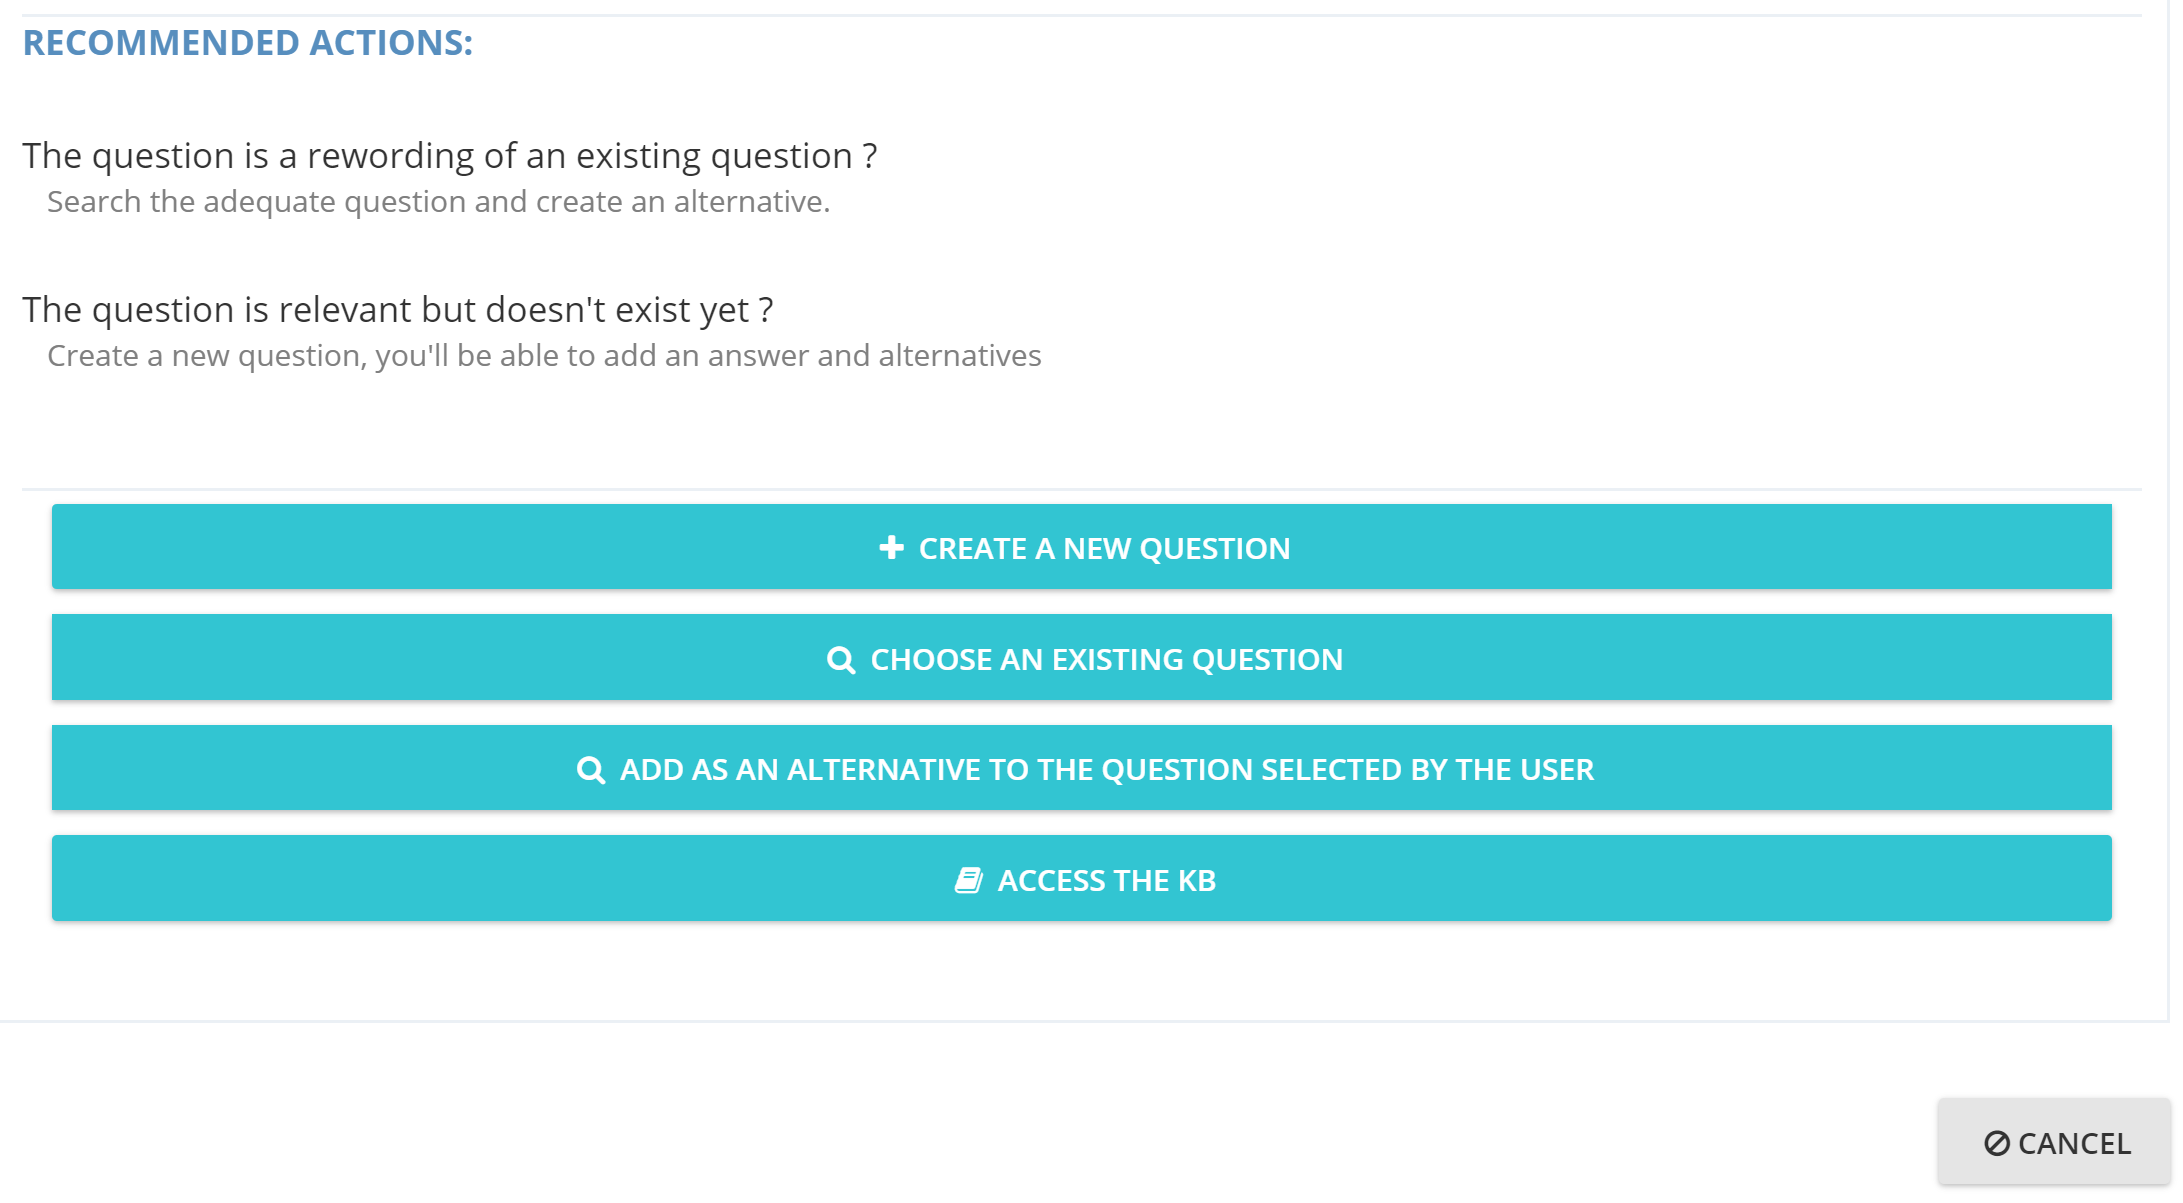 RECOMMENDED ACTIONS:
The question is a rewording of an existing question ?
Search the adequate question and create an alternative.
The question is relevant but doesn't exist yet ?
Create a new question, you'll be able to add an answer and alternatives
CREATE A NEW QUESTION
CHOOSE AN EXISTING QUESTION
ADD AS AN ALTERNATIVE TO THE QUESTION SELECTED BY THE USER
ACCESS THE KB
CANCEL